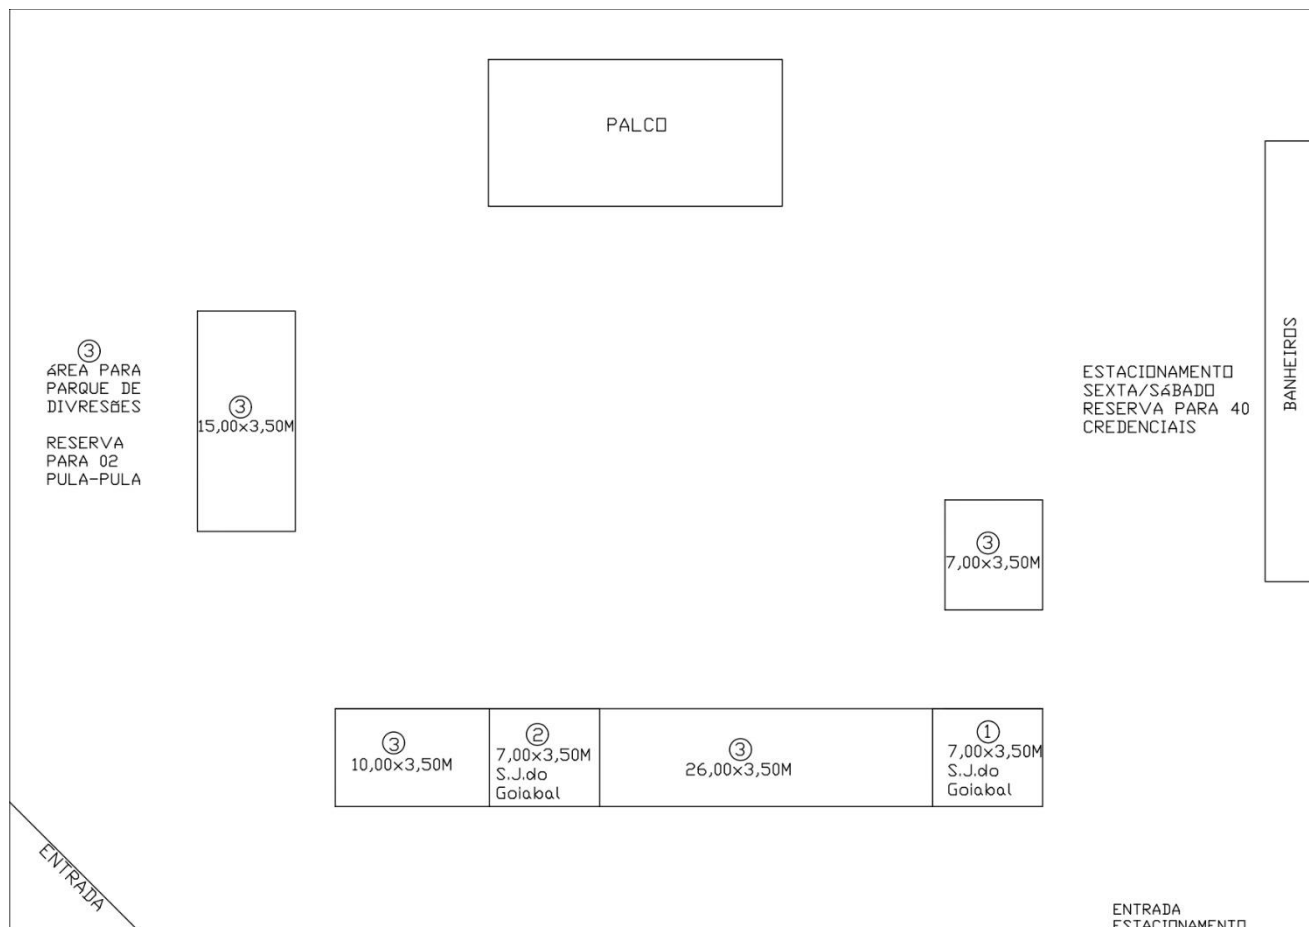 PALCO
③
ÁREA PARA
PARQUE DE
DIVRESÕES
RESERVA
PARA 02
PULA-PULA
③
15,00x3,50M
ESTACIONAMENTO
SEXTA/SÁBADO
RESERVA PARA 40
CREDENCIAIS
BANHEIROS
③
7,00x3,50M
③
10,00x3,50M
②
7,00x3,50M
S.J.do
Goiabal
③
26,00x3,50M
①
7,00x3,50M
S.J.do
Goiabal
ENTRADA
ENTRADA
ESTACIONAMENTO